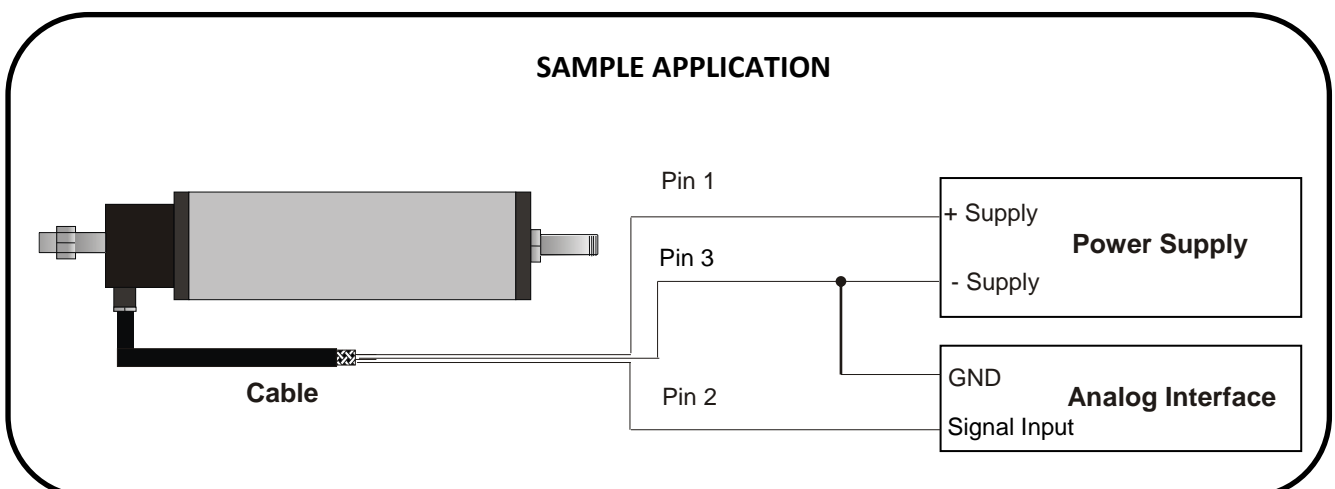 SAMPLE APPLICATION
Pin 1
+ Supply
Power Supply
Pin 3
- Supply
GND
Analog Interface
Cable
Pin 2
Signal Input